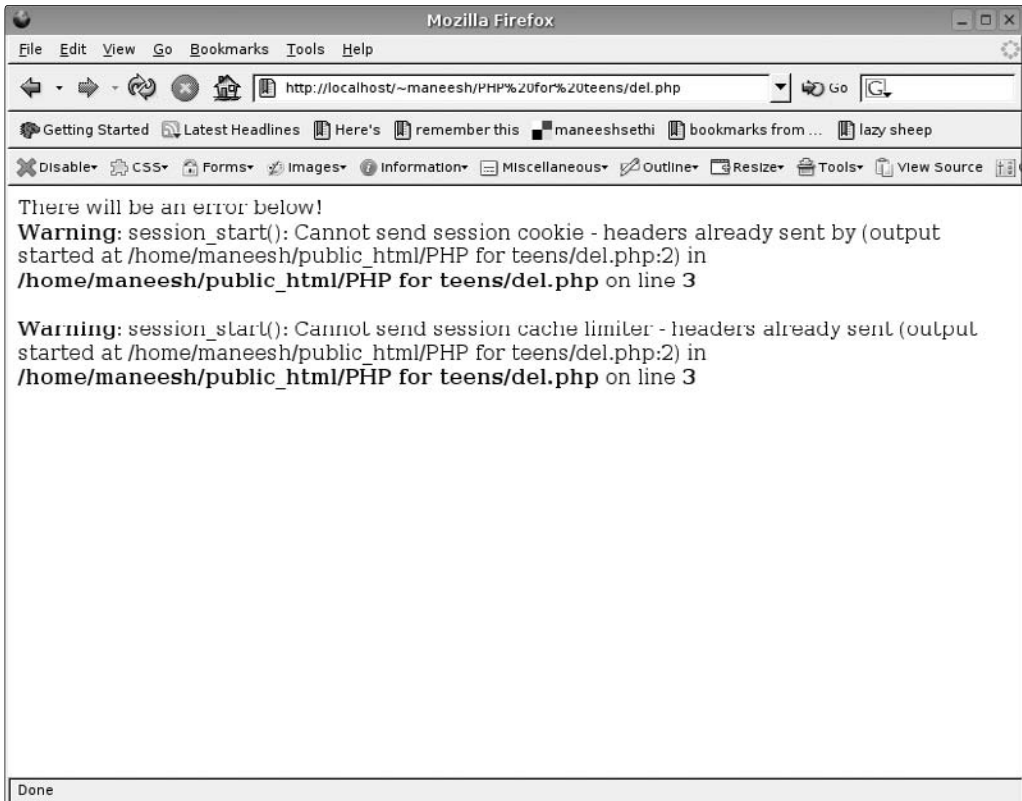 Mozilla Firefox
File Edit View Go Bookmarks Tools Help
http://localhost/~maneesh/PHP%20for%20teens/del.php Go G
Getting Started Latest Headlines Here's remember this maneeshsethi bookmarks from ... lazy sheep
Disable CSS Forms Images Information Miscellaneous Outline Resize Tools View Source
There will be an error below!
Warning: session_start(): Cannot send session cookie - headers already sent by (output
started at /home/maneesh/public_html/PHP for teens/del.php:2) in
/home/maneesh/public_html/PHP for teens/del.php on line 3
Warning: session_start(): Cannot send session cache limiter - headers already sent (output
started at /home/maneesh/public_html/PHP for teens/del.php:2) in
/home/maneesh/public_html/PHP for teens/del.php on line 3
Done